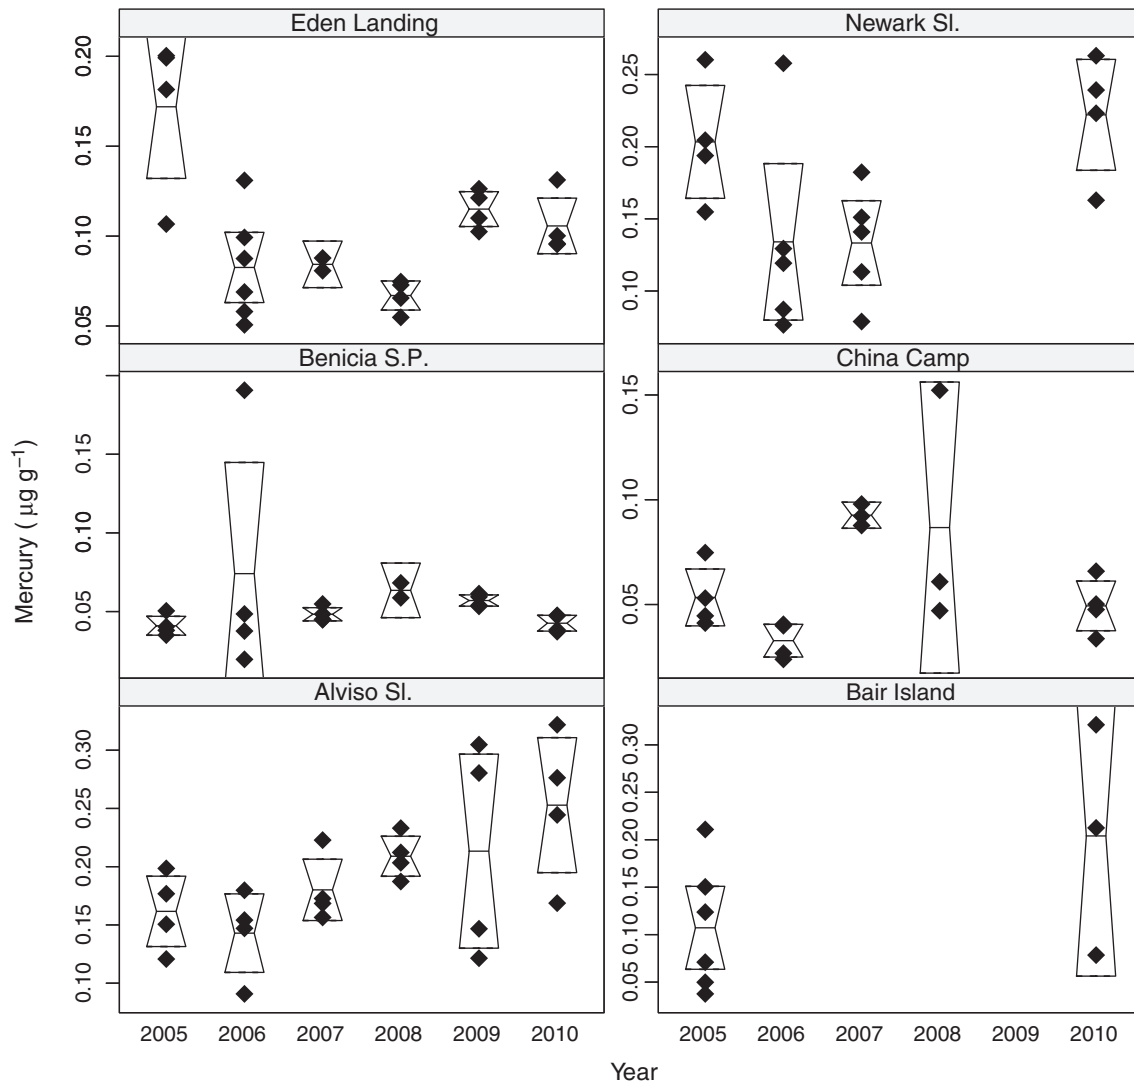 Eden Landing
Newark Sl.
0.20
0.15
0.10
0.05
0.25
0.20
0.15
0.10
Benicia S.P.
China Camp
0.15
0.10
0.05
0.15
0.10
0.05
Mercury ( μg g⁻¹)
Alviso Sl.
Bair Island
0.30
0.25
0.20
0.15
0.10
0.30
0.25
0.20
0.15
0.10
0.05
2005 2006 2007 2008 2009 2010
2005 2006 2007 2008 2009 2010
Year